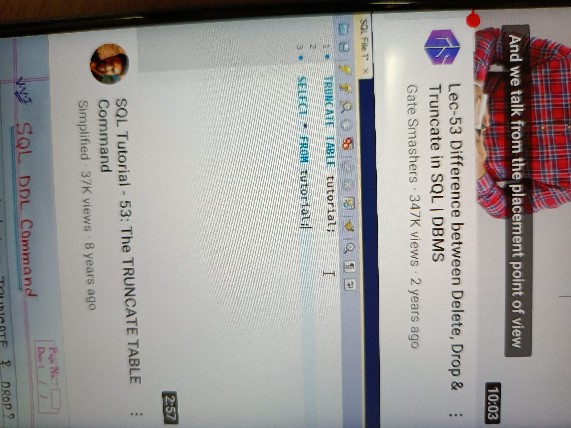 And we talk from the placement point of view
10:03
Lec-53 Difference between Delete, Drop &
Truncate in SQL | DBMS
Gate Smashers · 347K views · 2 years ago
SQL File 1* ×
1 • TRUNCATE TABLE tutorial;
2
3 • SELECT * FROM tutorial;
2:57
SQL Tutorial - 53: The TRUNCATE TABLE
Command
Simplified · 37K views · 8 years ago
Page No.:
Date: / /
SQL DDL Command
TRUNCATE & DROP?